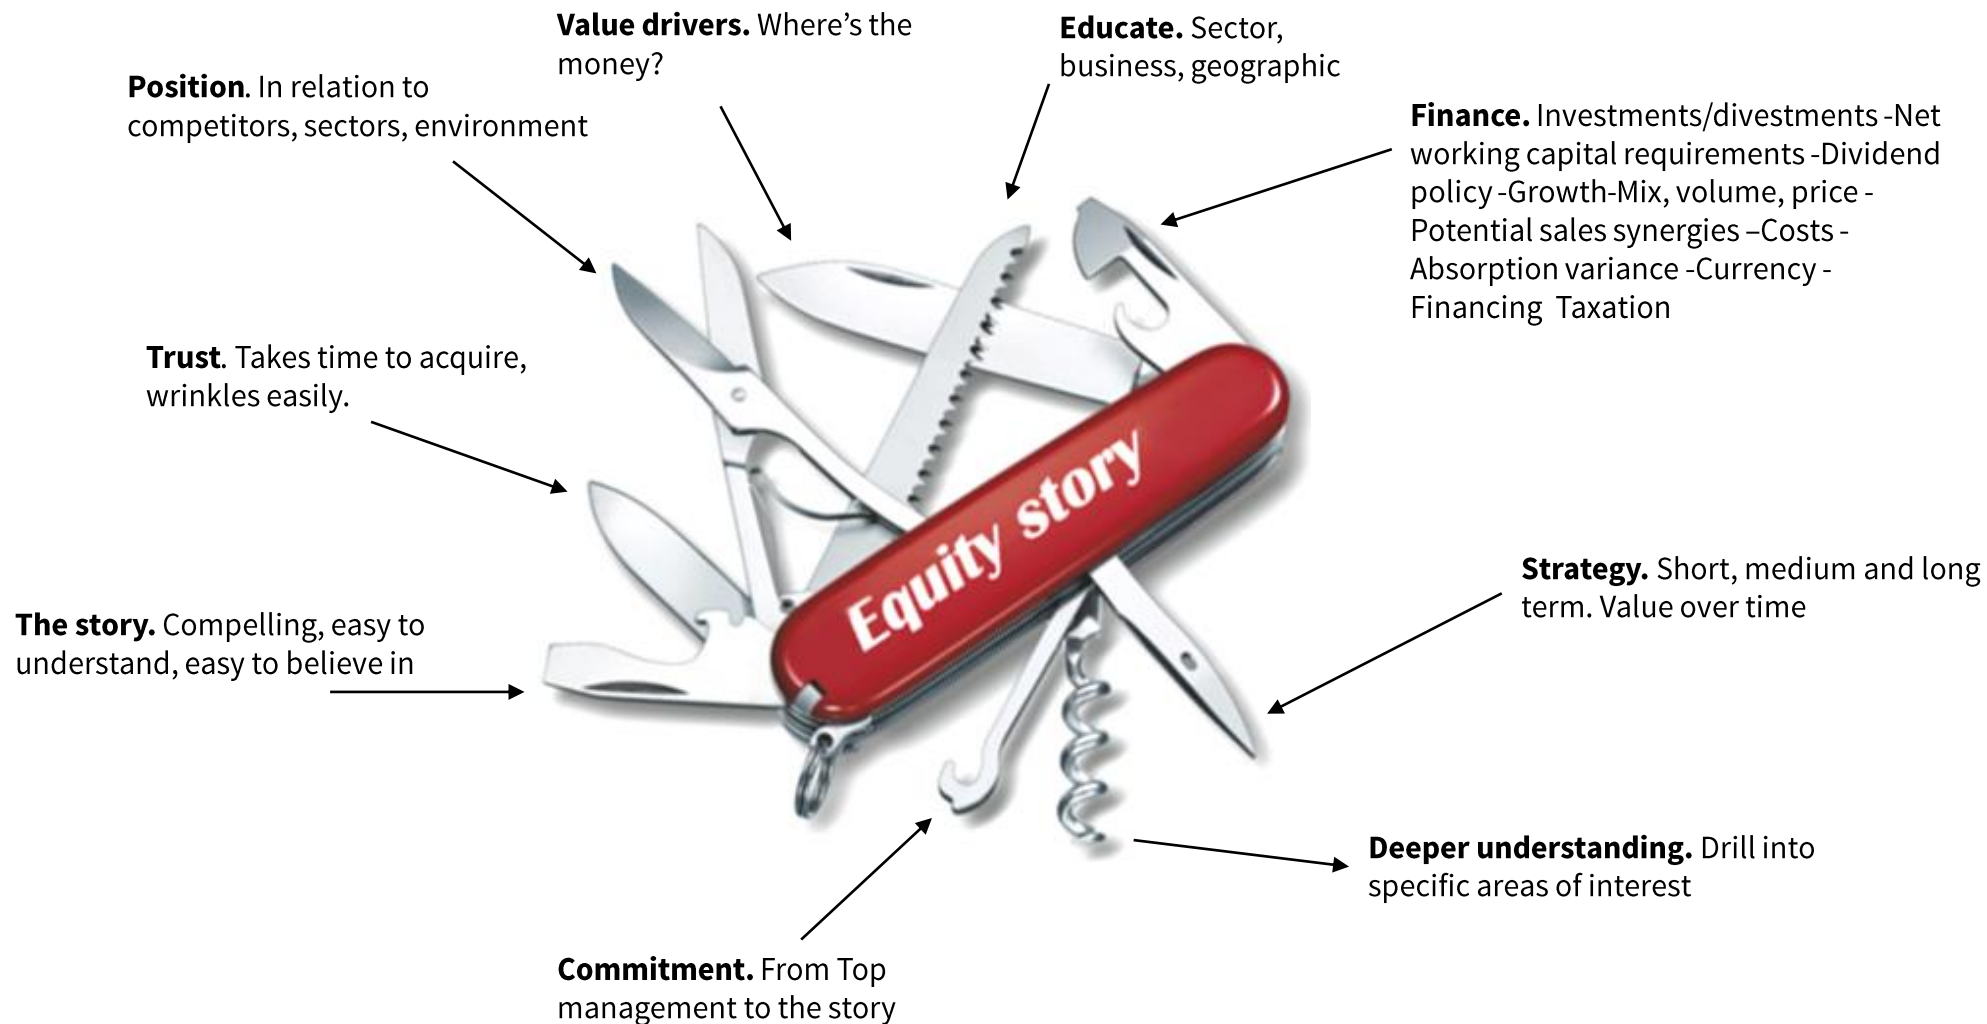 Value drivers. Where’s the
money?
Educate. Sector,
business, geographic
Position. In relation to
competitors, sectors, environment
Finance. Investments/divestments -Net
working capital requirements -Dividend
policy -Growth-Mix, volume, price -
Potential sales synergies –Costs -
Absorption variance -Currency -
Financing  Taxation
Trust. Takes time to acquire,
wrinkles easily.
Equity story
Strategy. Short, medium and long
term. Value over time
The story. Compelling, easy to
understand, easy to believe in
Deeper understanding. Drill into
specific areas of interest
Commitment. From Top
management to the story